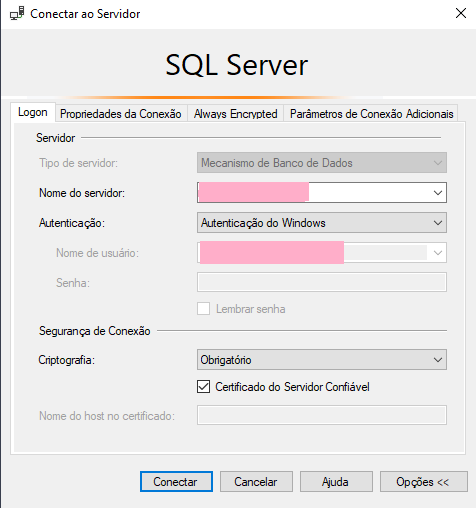 Conectar ao Servidor
SQL Server
Logon Propriedades da Conexão Always Encrypted Parâmetros de Conexão Adicionais
Servidor
Tipo de servidor: Mecanismo de Banco de Dados
Nome do servidor:
Autenticação: Autenticação do Windows
Nome de usuário:
Senha:
Lembrar senha
Segurança de Conexão
Criptografia: Obrigatório
Certificado do Servidor Confiável
Nome do host no certificado:
Conectar Cancelar Ajuda Opções <<